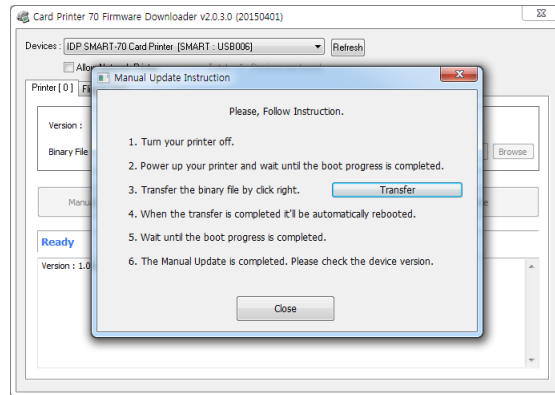 Card Printer 70 Firmware Downloader v2.0.3.0 (20150401)
Devices : IDP SMART-70 Card Printer [SMART : USB006] Refresh
Manual Update Instruction
Printer [ 0 ]
Please, Follow Instruction.
Version :
1. Turn your printer off.
Binary File
2. Power up your printer and wait until the boot progress is completed.
Browse
3. Transfer the binary file by click right. Transfer
4. When the transfer is completed it'll be automatically rebooted.
Ready
5. Wait until the boot progress is completed.
Version : 1.0
6. The Manual Update is completed. Please check the device version.
Close